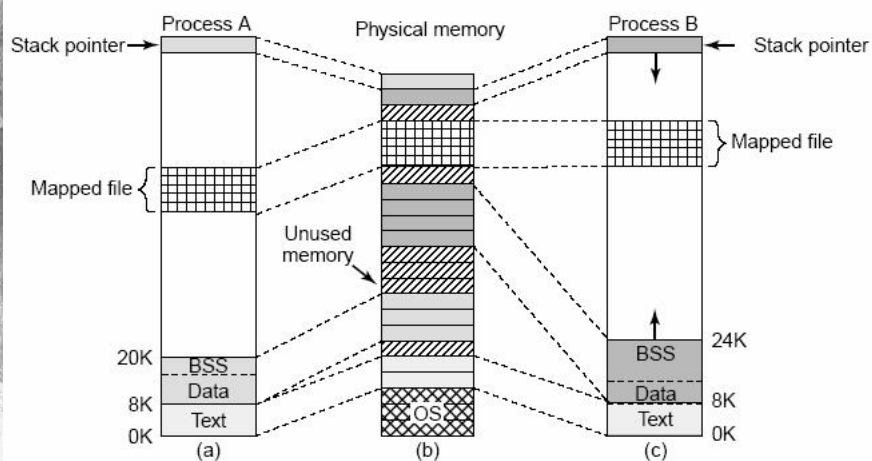 Process A
Physical memory
Process B
Stack pointer
Stack pointer
Mapped file
Mapped file
Unused
memory
20K
BSS
Data
8K
Text
0K
OS
24K
BSS
Data
8K
Text
0K
(a)
(b)
(c)